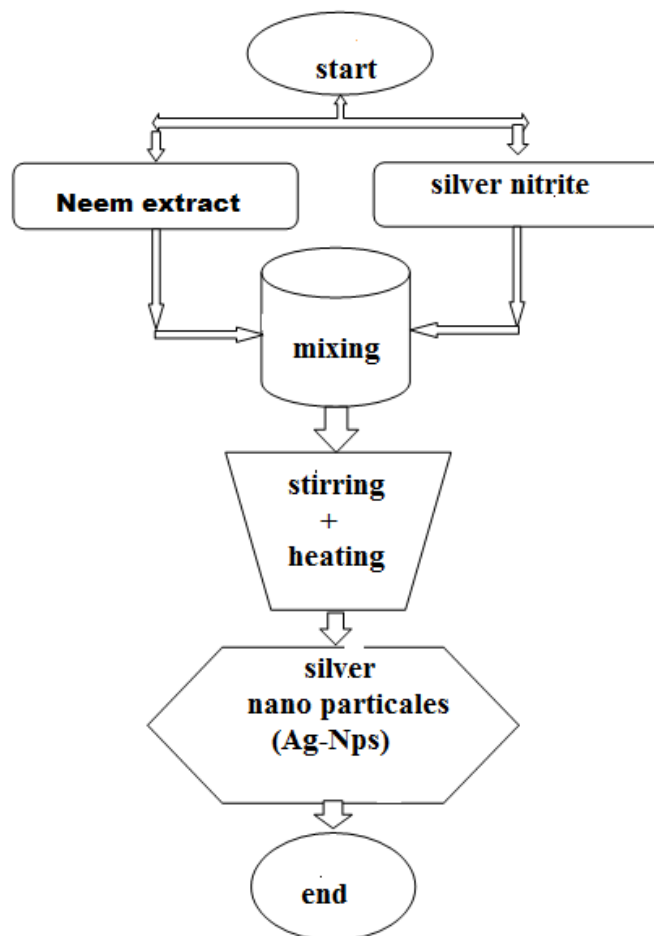 start
Neem extract
silver nitrite
mixing
stirring
+
heating
silver
nano particales
(Ag-Nps)
end